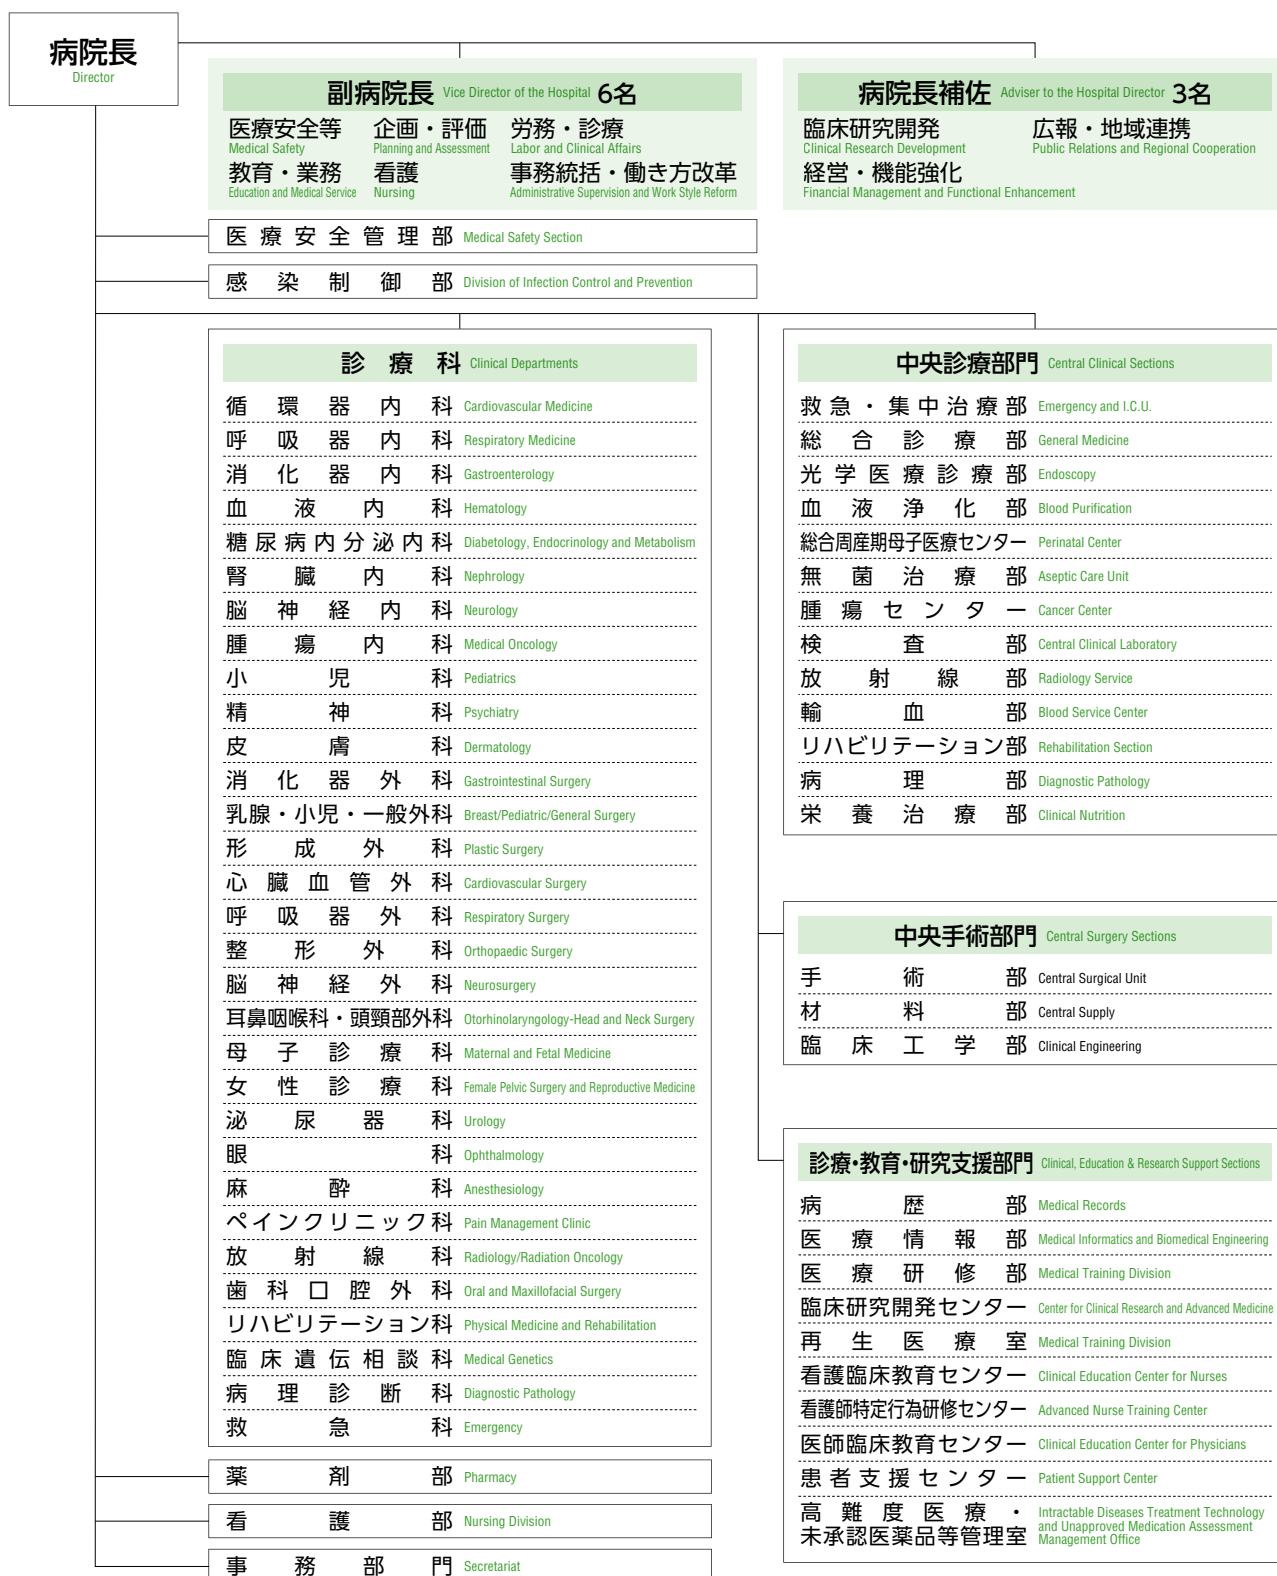 病院長
Director
副病院長 Vice Director of the Hospital 6名
医療安全等 企画・評価 労務・診療
Medical Safety Planning and Assessment Labor and Clinical Affairs
教育・業務 看護 事務統括・働き方改革
Education and Medical Service Nursing Administrative Supervision and Work Style Reform
病院長補佐 Adviser to the Hospital Director 3名
臨床研究開発 広報・地域連携
Clinical Research Development Public Relations and Regional Cooperation
経営・機能強化
Financial Management and Functional Enhancement
医療安全管理部 Medical Safety Section
感染制御部 Division of Infection Control and Prevention
診療科 Clinical Departments
循環器内科 Cardiovascular Medicine
呼吸器内科 Respiratory Medicine
消化器内科 Gastroenterology
血液内科 Hematology
糖尿病内分泌内科 Diabetology, Endocrinology and Metabolism
腎臓内科 Nephrology
脳神経内科 Neurology
腫瘍内科 Medical Oncology
小児科 Pediatrics
精神科 Psychiatry
皮膚科 Dermatology
消化器外科 Gastrointestinal Surgery
乳腺・小児・一般外科 Breast/Pediatric/General Surgery
形成外科 Plastic Surgery
心臓血管外科 Cardiovascular Surgery
呼吸器外科 Respiratory Surgery
整形外科 Orthopaedic Surgery
脳神経外科 Neurosurgery
耳鼻咽喉科・頭頸部外科 Otorhinolaryngology-Head and Neck Surgery
母子診療科 Maternal and Fetal Medicine
女性診療科 Female Pelvic Surgery and Reproductive Medicine
泌尿器科 Urology
眼科 Ophthalmology
麻酔科 Anesthesiology
ペインクリニック科 Pain Management Clinic
放射線科 Radiology/Radiation Oncology
歯科口腔外科 Oral and Maxillofacial Surgery
リハビリテーション科 Physical Medicine and Rehabilitation
臨床遺伝相談科 Medical Genetics
病理診断科 Diagnostic Pathology
救急科 Emergency
薬剤部 Pharmacy
看護部 Nursing Division
事務部門 Secretariat
中央診療部門 Central Clinical Sections
救急・集中治療部 Emergency and I.C.U.
総合診療部 General Medicine
光学医療診療部 Endoscopy
血液浄化部 Blood Purification
総合周産期母子医療センター Perinatal Center
無菌治療部 Aseptic Care Unit
腫瘍センター Cancer Center
検査部 Central Clinical Laboratory
放射線部 Radiology Service
輸血部 Blood Service Center
リハビリテーション部 Rehabilitation Section
病理部 Diagnostic Pathology
栄養治療部 Clinical Nutrition
中央手術部門 Central Surgery Sections
手術部 Central Surgical Unit
材料部 Central Supply
臨床工学部 Clinical Engineering
診療・教育・研究支援部門 Clinical, Education & Research Support Sections
病歴部 Medical Records
医療情報部 Medical Informatics and Biomedical Engineering
医療研修部 Medical Training Division
臨床研究開発センター Center for Clinical Research and Advanced Medicine
再生医療室 Medical Training Division
看護臨床教育センター Clinical Education Center for Nurses
看護師特定行為研修センター Advanced Nurse Training Center
医師臨床教育センター Clinical Education Center for Physicians
患者支援センター Patient Support Center
高難度医療・
未承認医薬品等管理室
Intractable Diseases Treatment Technology
and Unapproved Medication Assessment
Management Office